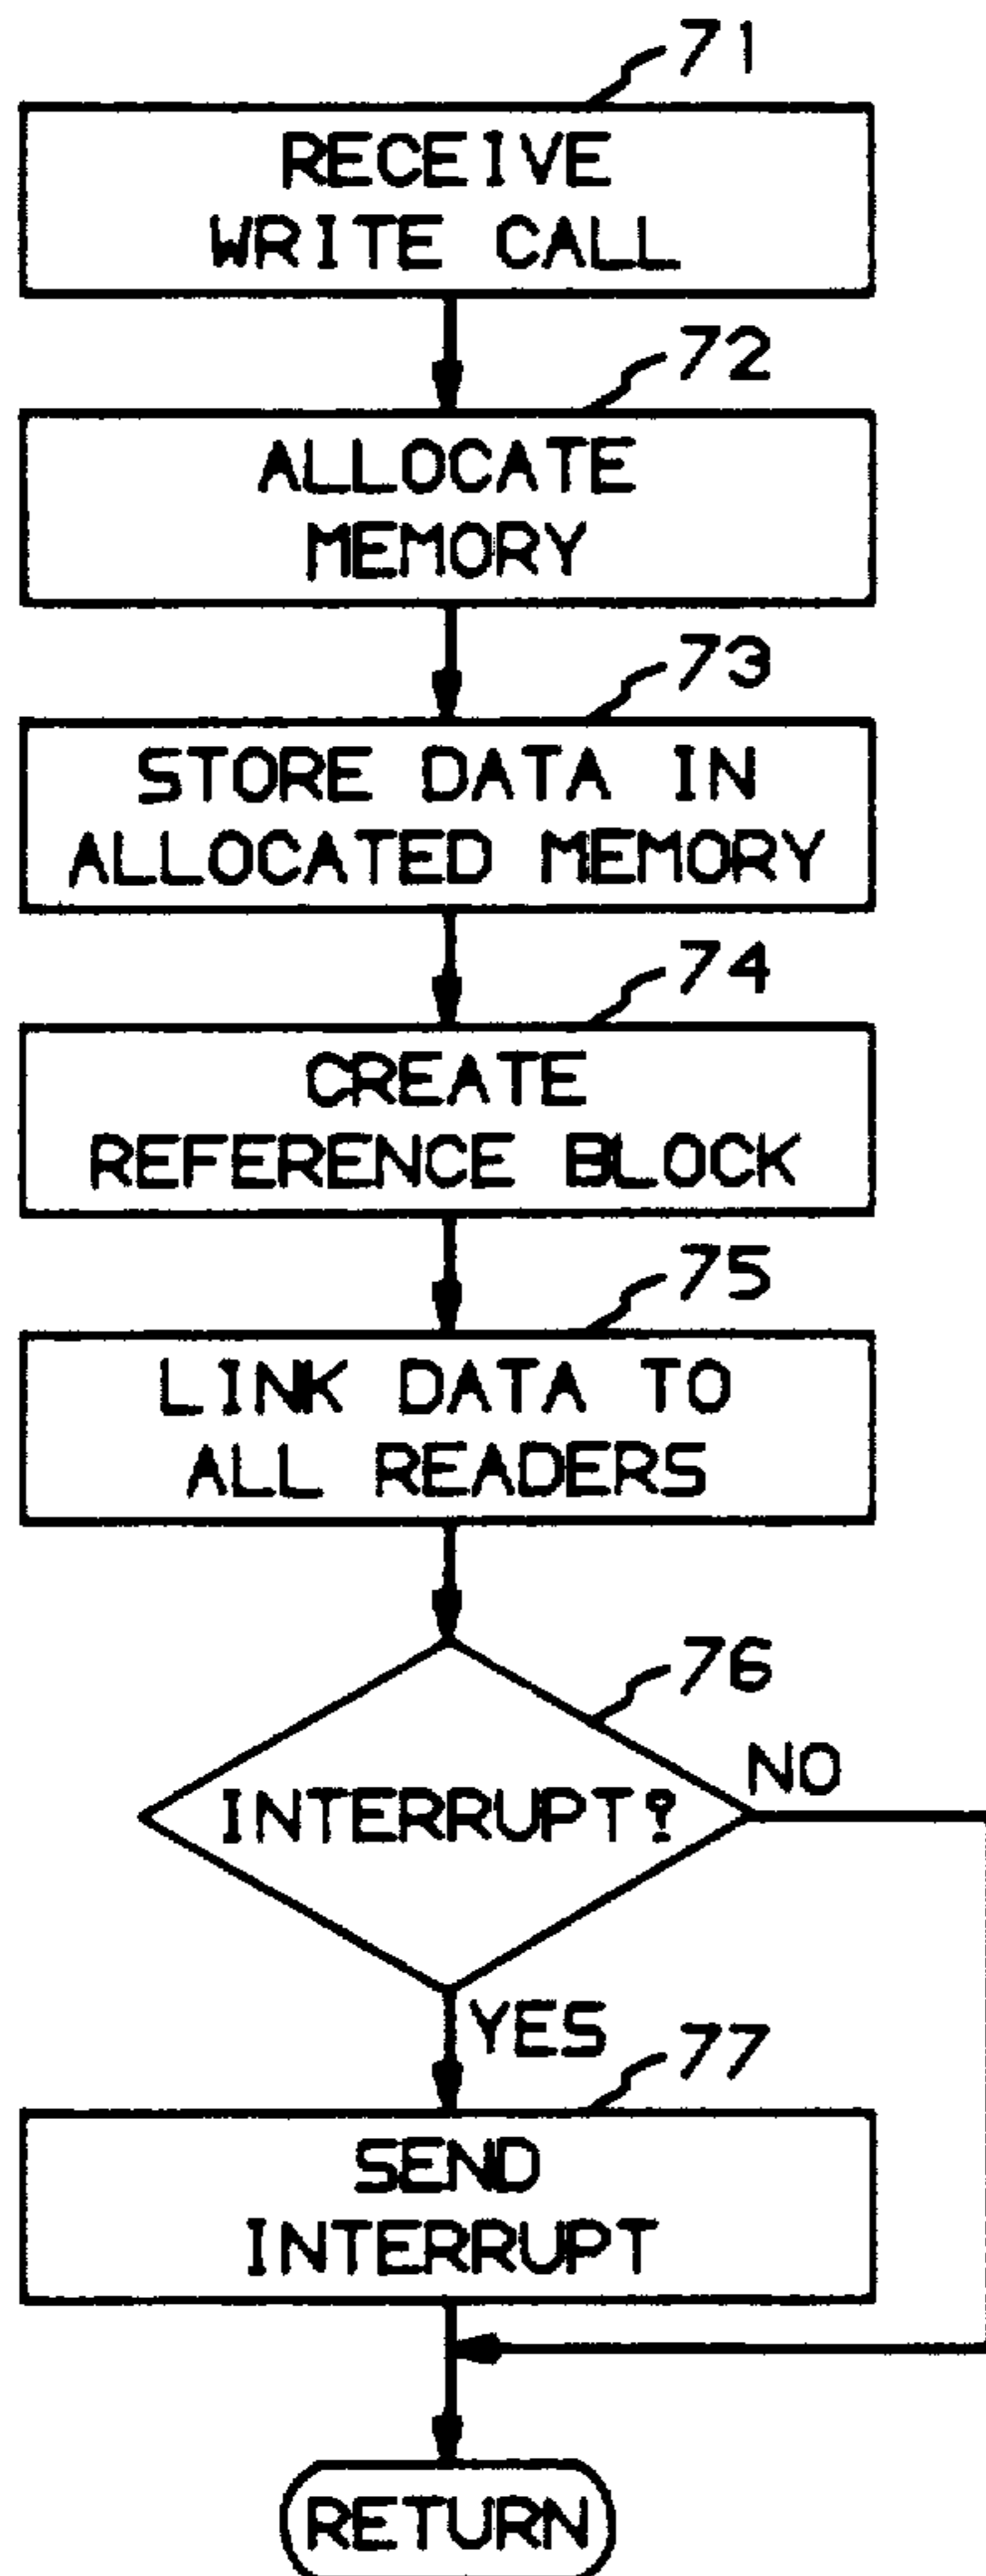 71
RECEIVE
WRITE CALL
72
ALLOCATE
MEMORY
73
STORE DATA IN
ALLOCATED MEMORY
74
CREATE
REFERENCE BLOCK
75
LINK DATA TO
ALL READERS
76
NO
INTERRUPT?
YES
77
SEND
INTERRUPT
RETURN